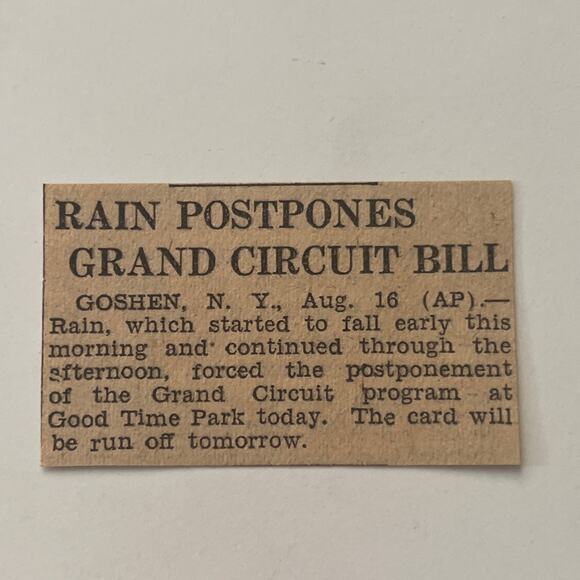 RAIN POSTPONES
GRAND CIRCUIT BILL
GOSHEN, N. Y., Aug. 16 (AP).—
Rain, which started to fall early this
morning and continued through the
afternoon, forced the postponement
of the Grand Circuit program at
Good Time Park today. The card will
be run off tomorrow.